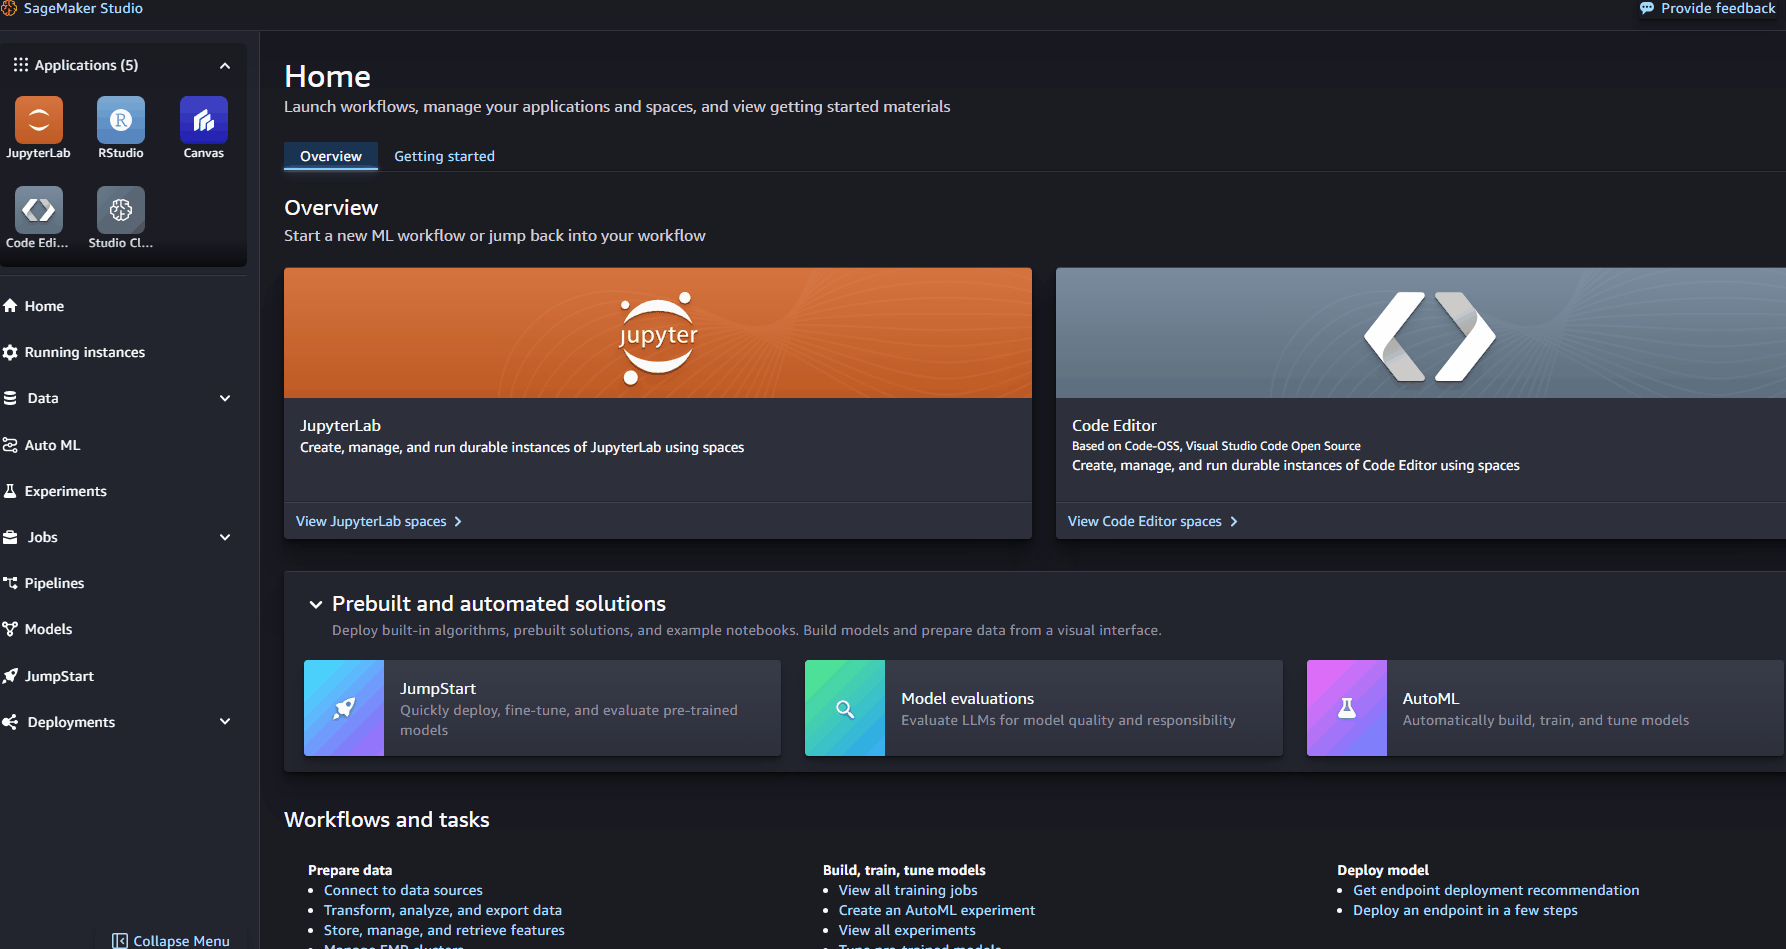 SageMaker Studio
Provide feedback
Applications (5)
JupyterLab
RStudio
Canvas
Code Edi...
Studio Cl...
Home
Running instances
Data
Auto ML
Experiments
Jobs
Pipelines
Models
JumpStart
Deployments
Collapse Menu
Home
Launch workflows, manage your applications and spaces, and view getting started materials
Overview
Getting started
Overview
Start a new ML workflow or jump back into your workflow
jupyter
JupyterLab
Create, manage, and run durable instances of JupyterLab using spaces
View JupyterLab spaces
Code Editor
Based on Code-OSS, Visual Studio Code Open Source
Create, manage, and run durable instances of Code Editor using spaces
View Code Editor spaces
Prebuilt and automated solutions
Deploy built-in algorithms, prebuilt solutions, and example notebooks. Build models and prepare data from a visual interface.
JumpStart
Quickly deploy, fine-tune, and evaluate pre-trained
models
Model evaluations
Evaluate LLMs for model quality and responsibility
AutoML
Automatically build, train, and tune models
Workflows and tasks
Prepare data
Connect to data sources
Transform, analyze, and export data
Store, manage, and retrieve features
Manage EMR clusters
Build, train, tune models
View all training jobs
Create an AutoML experiment
View all experiments
Tune pre-trained models
Deploy model
Get endpoint deployment recommendation
Deploy an endpoint in a few steps